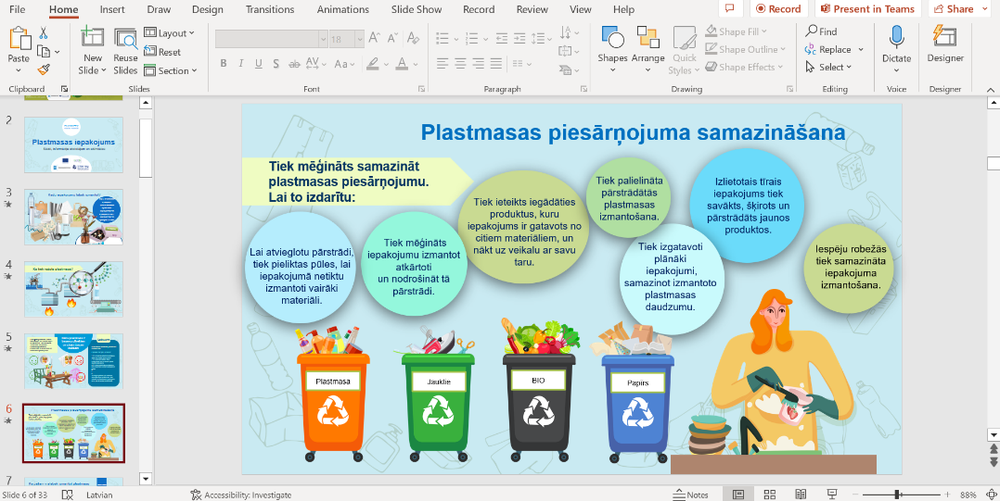 File Home Insert Draw Design Transitions Animations Slide Show Record Review View Help Record Present in Teams Share
Paste
New
Slide
Reuse
Slides
Layout
Reset
Section
18
Shapes
Arrange
Quick
Styles
Shape Fill
Shape Outline
Shape Effects
Find
Replace
Select
Dictate
Designer
Clipboard Slides Font Paragraph Drawing Editing Voice Designer
2
Plastmasas iepakojums
3
4
5
6
7
Plastmasas piesārņojuma samazināšana
Tiek mēģināts samazināt
plastmasas piesārņojumu.
Lai to izdarītu:
Lai atvieglotu pārstrādi,
tiek pieliktas pūles, lai
iepakojumā netiktu
izmantoti vairāki
materiāli.
Tiek mēģināts
iepakojumu izmantot
atkārtoti
un nodrošināt tā
pārstrādi.
Tiek ieteikts iegādāties
produktus, kuru
iepakojums ir gatavots no
citiem materiāliem, un
nākt uz veikalu ar savu
taru.
Tiek palielināta
pārstrādātās
plastmasas
izmantošana.
Tiek izgatavoti
plānāki
iepakojumi,
samazinot izmantoto
plastmasas
daudzumu.
Izlietotais tīrais
iepakojums tiek
savākts, šķirots un
pārstrādāts jaunos
produktos.
Iespēju robežās
tiek samazināta
iepakojuma
izmantošana.
Plastmasa
Jauktie
BIO
Papīrs
Slide 6 of 33 Latvian Accessibility: Investigate Notes 88%